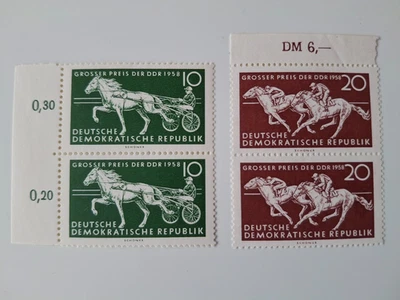 0,30
GROSSER PREIS DER DDR 1958
10
DEUTSCHE
DEMOKRATISCHE REPUBLIK
0,20
GROSSER PREIS DER DDR 1958
10
DEUTSCHE
DEMOKRATISCHE REPUBLIK
DM 6,—
GROSSER PREIS DER DDR 1958
20
DEUTSCHE
DEMOKRATISCHE REPUBLIK
GROSSER PREIS DER DDR 1958
20
DEUTSCHE
DEMOKRATISCHE REPUBLIK